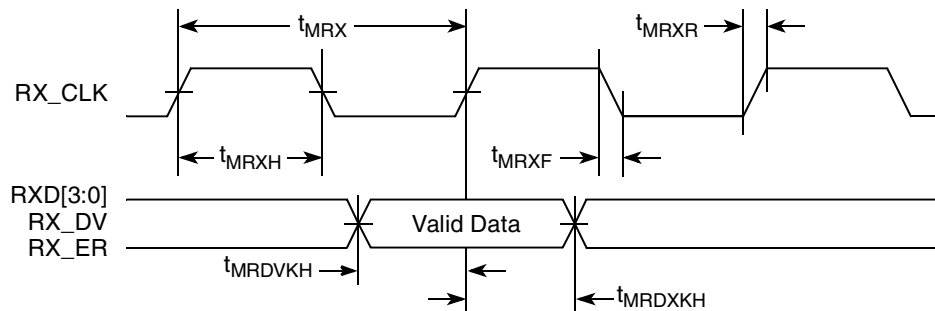 tMRX
tMRXR
RX_CLK
tMRXH
tMRXF
RXD[3:0]
RX_DV
RX_ER
Valid Data
tMRDVKH
tMRDXKH